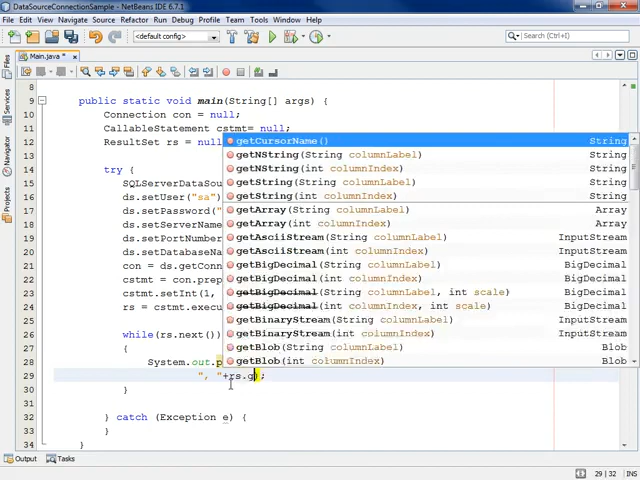 DataSourceConnectionSample - NetBeans IDE 6.7.1
File Edit View Navigate Source Refactor Run Debug Profile Team Tools Window Help
<default config>
Search (Ctrl+I)
Main.java *
8
9 public static void main(String[] args) {
10 Connection con = null;
11 CallableStatement cstmt= null;
12 ResultSet rs = null
13
14 try {
15 SQLServerDataSou
16 ds.setUser("sa")
17 ds.setPassword("
18 ds.setServerName
19 ds.setPortNumber
20 ds.setDatabaseNa
21 con = ds.getConn
22 cstmt = con.prep
23 cstmt.setInt(1,
24 rs = cstmt.execu
25
26 while(rs.next())
27 {
28 System.out.p
29 ", "+rs.g);
30 }
31
32 } catch (Exception e) {
33 }
34 }
getCursorName() String
getNString(String columnLabel) String
getNString(int columnIndex) String
getString(String columnLabel) String
getString(int columnIndex) String
getArray(String columnLabel) Array
getArray(int columnIndex) Array
getAsciiStream(String columnLabel) InputStream
getAsciiStream(int columnIndex) InputStream
getBigDecimal(String columnLabel) BigDecimal
getBigDecimal(int columnIndex) BigDecimal
getBigDecimal(String columnLabel, int scale) BigDecimal
getBigDecimal(int columnIndex, int scale) BigDecimal
getBinaryStream(String columnLabel) InputStream
getBinaryStream(int columnIndex) InputStream
getBlob(String columnLabel) Blob
getBlob(int columnIndex) Blob
Files
Services
Navigator
Projects
Output Tasks
29 | 32 INS